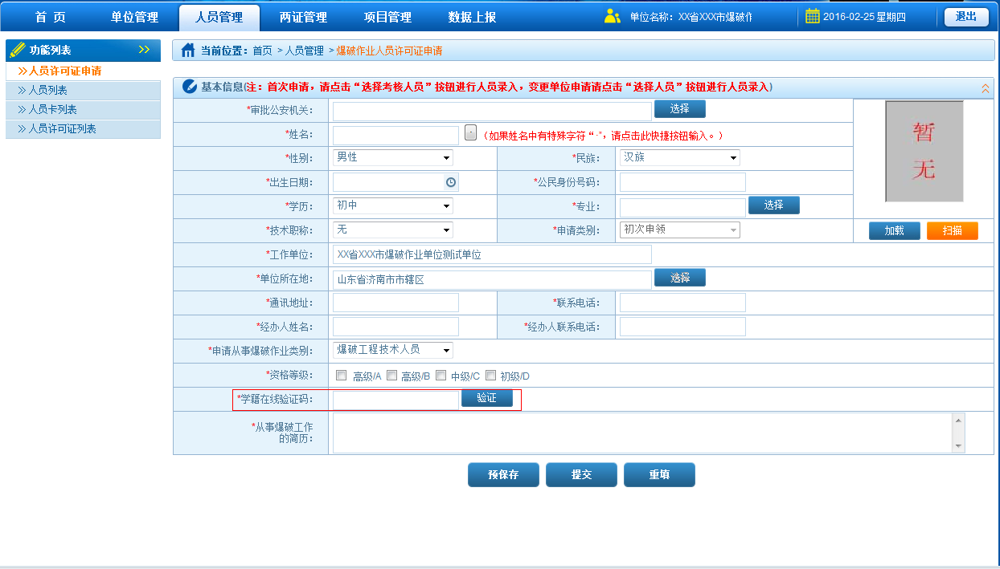 首 页 单位管理 人员管理 两证管理 项目管理 数据上报 单位名称: XX省XXX市爆破作 2016-02-25 星期四 退出
功能列表 >>
当前位置: 首页 >人员管理 >爆破作业人员许可证申请
>>人员许可证申请
>>人员列表
>>人员卡列表
>>人员许可证列表
基本信息(注：首次申请，请点击“选择考核人员”按钮进行人员录入，变更单位申请请点击“选择人员”按钮进行人员录入)
*审批公安机关: 选择
*姓名: · (如果姓名中有特殊字符“·”，请点击此快捷按钮输入。)
*性别: 男性 *民族: 汉族
暂
无
*出生日期: *公民身份号码:
*学历: 初中 *专业: 选择
*技术职称: 无 *申请类别: 初次申领 加载 扫描
*工作单位: XX省XXX市爆破作业单位测试单位
*单位所在地: 山东省济南市市辖区 选择
*通讯地址: *联系电话:
*经办人姓名: *经办人联系电话:
*申请从事爆破作业类别: 爆破工程技术人员
*资格等级: 高级/A 高级/B 中级/C 初级/D
*学籍在线验证码: 验证
*从事爆破工作
的简历:
预保存 提交 重填